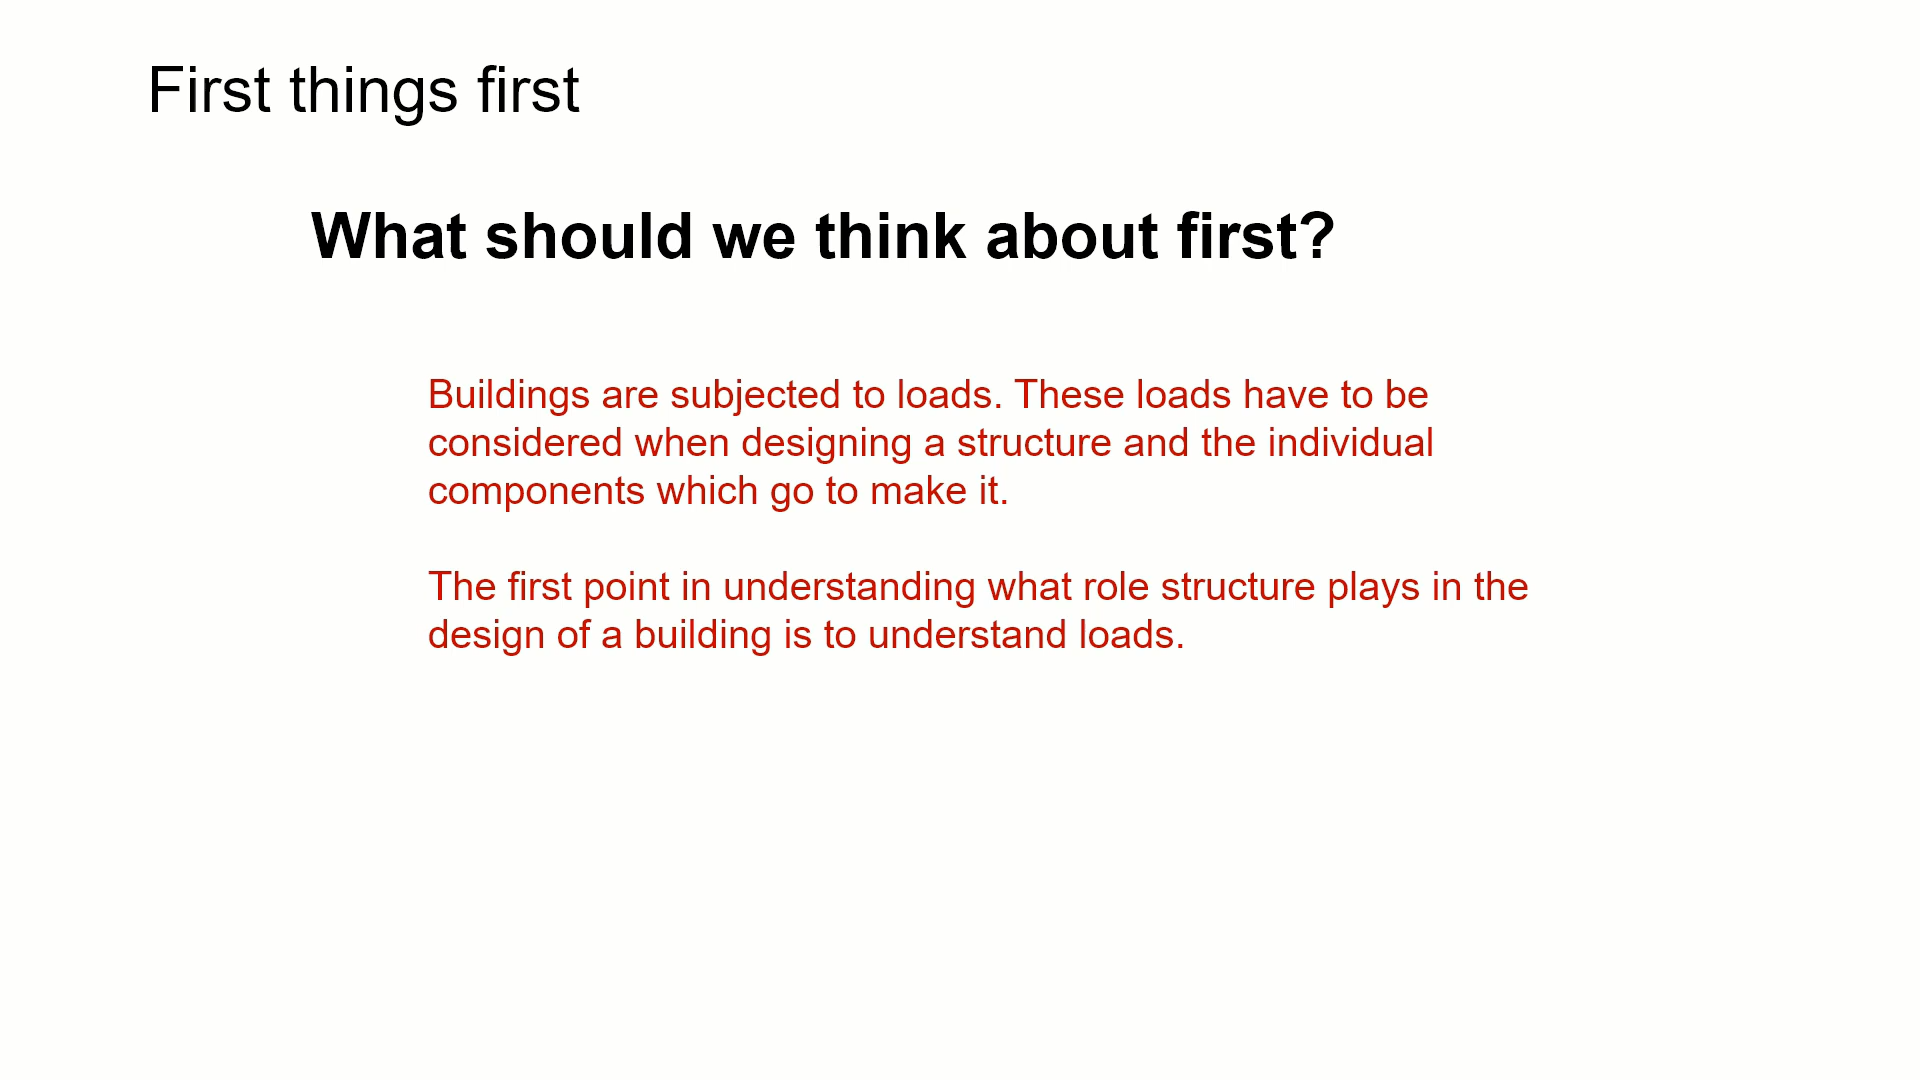 First things first
What should we think about first?
Buildings are subjected to loads. These loads have to be
considered when designing a structure and the individual
components which go to make it.
The first point in understanding what role structure plays in the
design of a building is to understand loads.